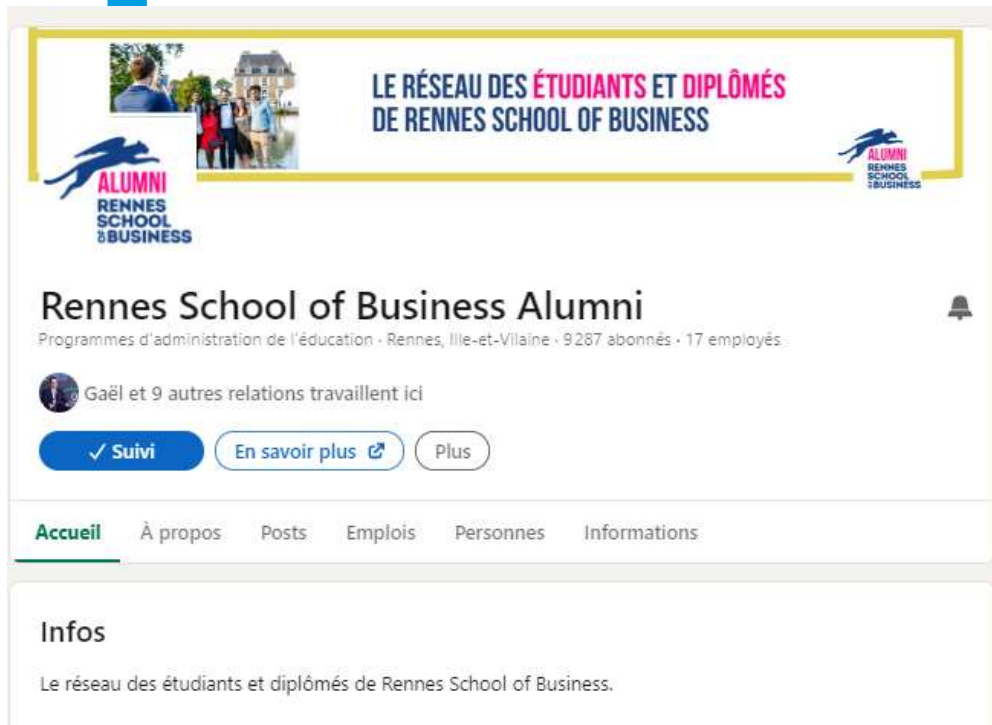 LE RÉSEAU DES ÉTUDIANTS ET DIPLÔMÉS
DE RENNES SCHOOL OF BUSINESS
ALUMNI
RENNES
SCHOOL
OF BUSINESS
ALUMNI
RENNES
SCHOOL
OF BUSINESS
Rennes School of Business Alumni
Programmes d'administration de l'éducation · Rennes, Ille-et-Vilaine · 9 287 abonnés · 17 employés
Gaël et 9 autres relations travaillent ici
✓ Suivi
En savoir plus
Plus
Accueil À propos Posts Emplois Personnes Informations
Infos
Le réseau des étudiants et diplômés de Rennes School of Business.